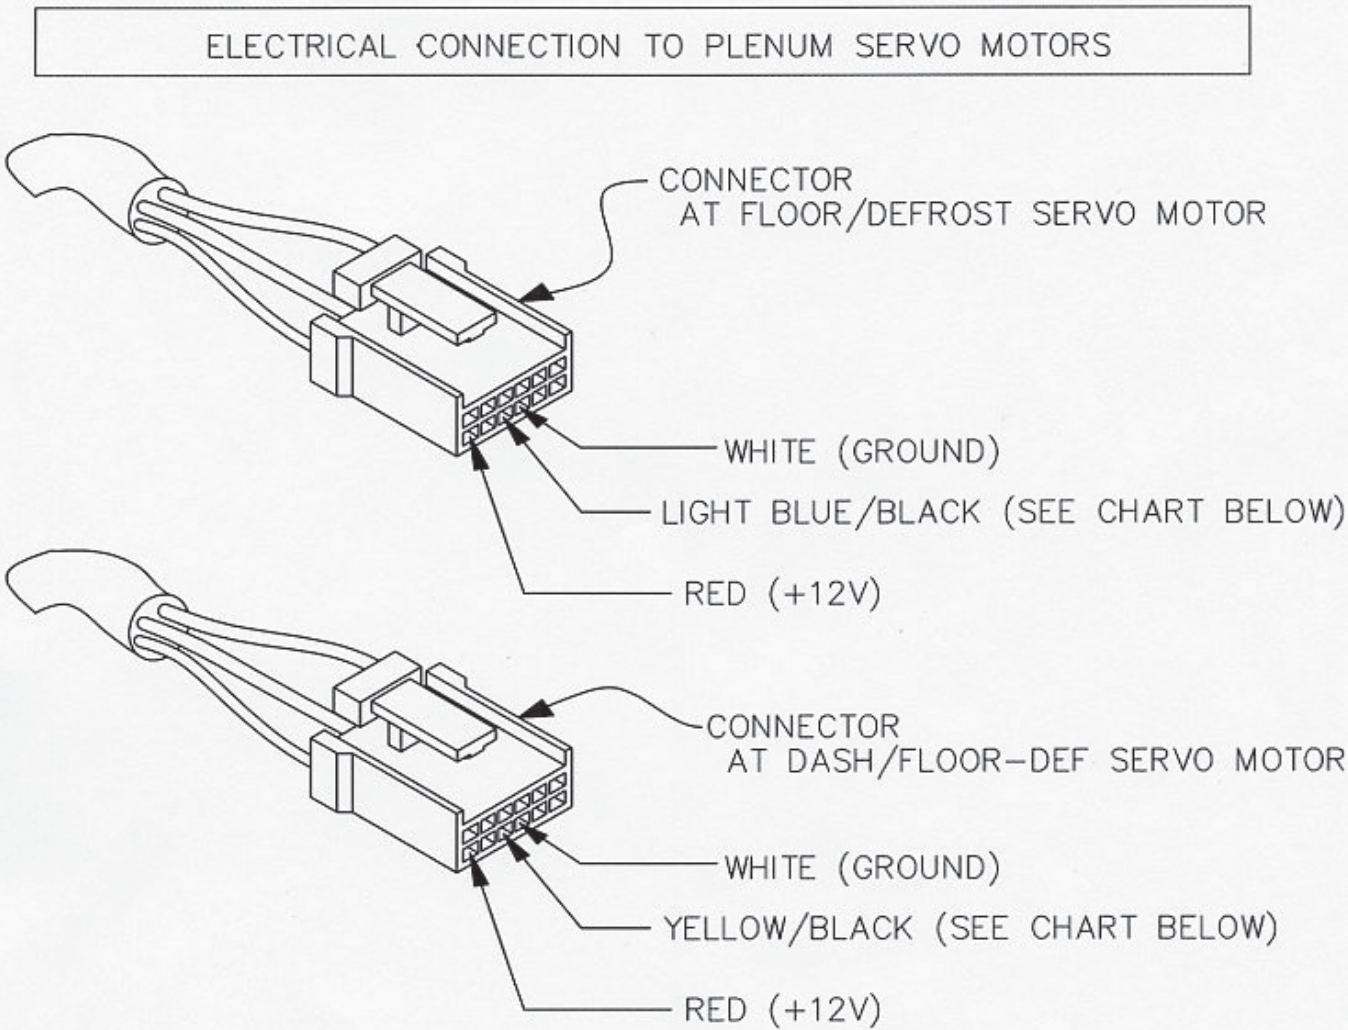 ELECTRICAL CONNECTION TO PLENUM SERVO MOTORS
CONNECTOR
AT FLOOR/DEFROST SERVO MOTOR
WHITE (GROUND)
LIGHT BLUE/BLACK (SEE CHART BELOW)
RED (+12V)
CONNECTOR
AT DASH/FLOOR-DEF SERVO MOTOR
WHITE (GROUND)
YELLOW/BLACK (SEE CHART BELOW)
RED (+12V)